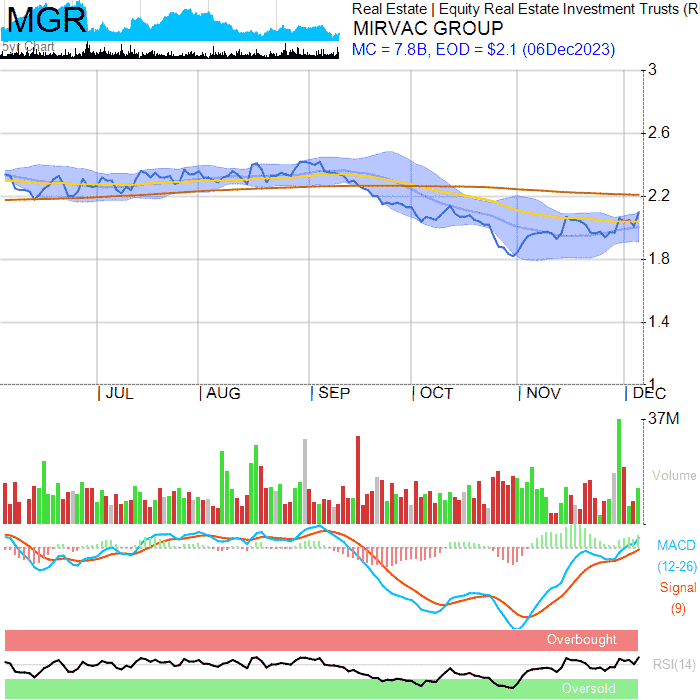 MGR
5yr Chart
Real Estate | Equity Real Estate Investment Trusts (R
MIRVAC GROUP
MC = 7.8B, EOD = $2.1 (06Dec2023)
3
2.6
2.2
1.8
1.4
1
JUL
AUG
SEP
OCT
NOV
DEC
37M
Volume
MACD
(12-26)
Signal
(9)
Overbought
RSI(14)
Oversold